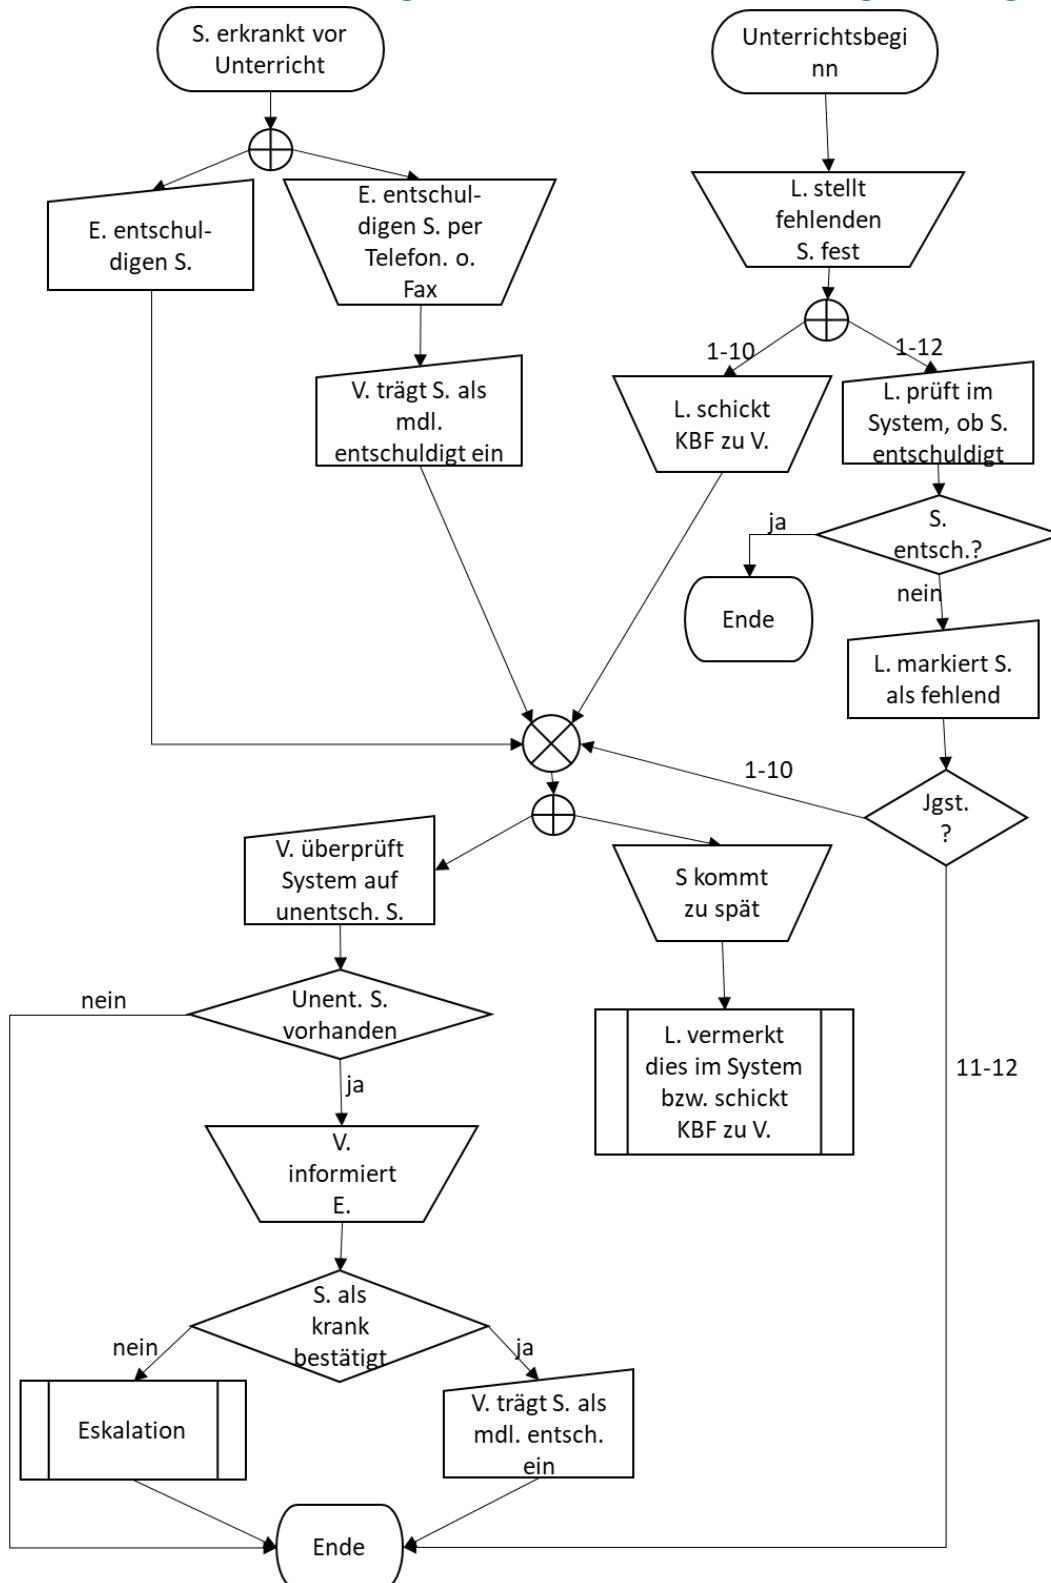 S. erkrankt vor
Unterricht
Unterrichtsbegi
nn
E. entschul-
digen S.
E. entschul-
digen S. per
Telefon. o.
Fax
L. stellt
fehlenden
S. fest
1-10
1-12
V. trägt S. als
mdl.
entschuldigt ein
L. schickt
KBF zu V.
L. prüft im
System, ob S.
entschuldigt
S.
entsch.?
ja
nein
Ende
L. markiert S.
als fehlend
1-10
Jgst.
?
V. überprüft
System auf
unentsch. S.
S kommt
zu spät
nein
Unent. S.
vorhanden
ja
L. vermerkt
dies im System
bzw. schickt
KBF zu V.
11-12
V.
informiert
E.
S. als
krank
bestätigt
nein
ja
Eskalation
V. trägt S. als
mdl. entsch.
ein
Ende